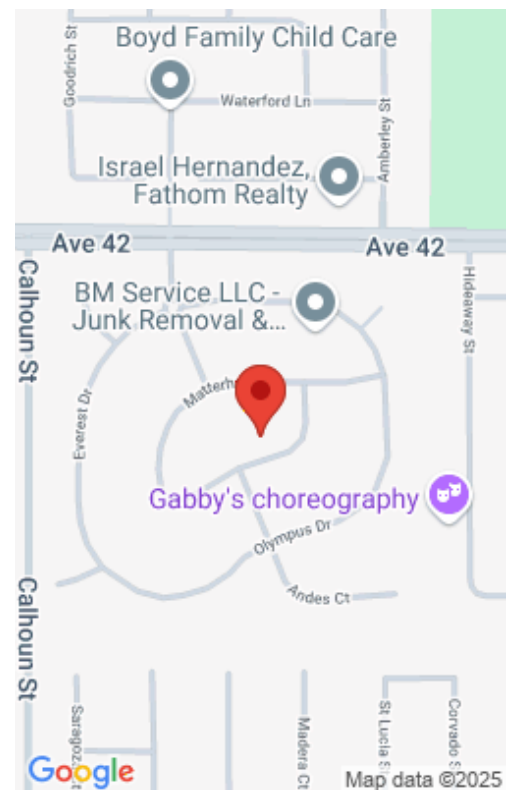 Goodrich St
Boyd Family Child Care
Waterford Ln
Amberley St
Israel Hernandez,
Fathom Realty
Ave 42
Ave 42
Calhoun St
Hideaway St
BM Service LLC -
Junk Removal &...
Everest Dr
Matterh
Gabby's choreography
Olympus Dr
Andes Ct
Calhoun St
Madera Ct
St Lucia
Corvado
Google
Map data ©2025